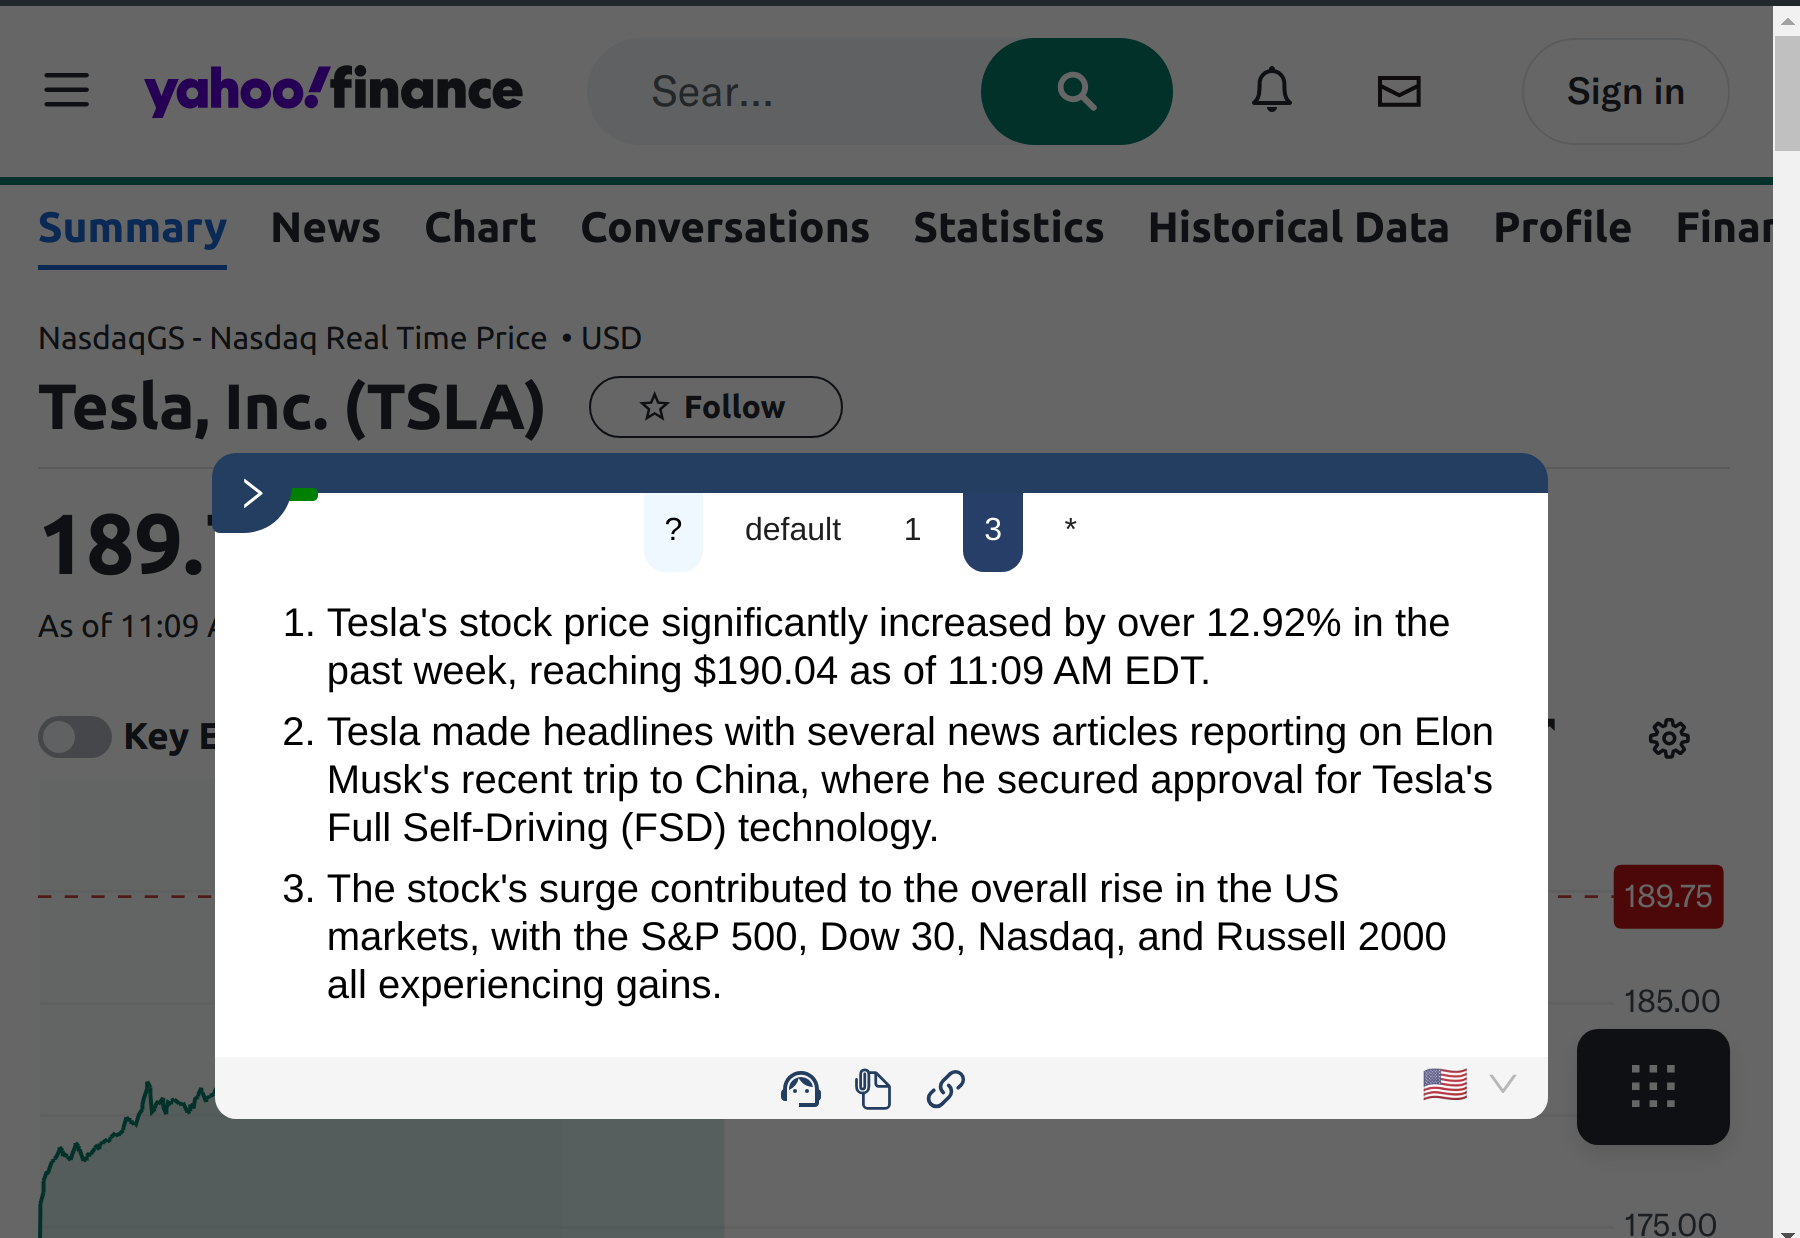 yahoo!finance
Sear...
Sign in
Summary News Chart Conversations Statistics Historical Data Profile Finan
NasdaqGS - Nasdaq Real Time Price • USD
Tesla, Inc. (TSLA)
Follow
189.
As of 11:09
? default 1 3 *
1. Tesla's stock price significantly increased by over 12.92% in the
past week, reaching $190.04 as of 11:09 AM EDT.
2. Tesla made headlines with several news articles reporting on Elon
Musk's recent trip to China, where he secured approval for Tesla's
Full Self-Driving (FSD) technology.
3. The stock's surge contributed to the overall rise in the US
markets, with the S&P 500, Dow 30, Nasdaq, and Russell 2000
all experiencing gains.
Key E
189.75
185.00
175.00